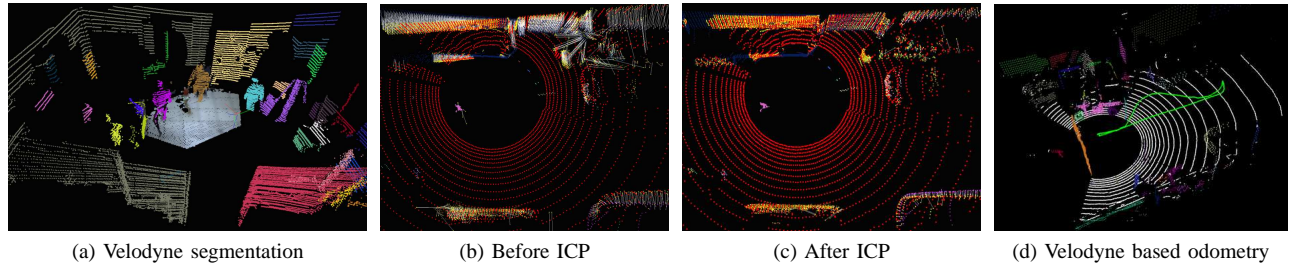 (a) Velodyne segmentation
(b) Before ICP
(c) After ICP
(d) Velodyne based odometry